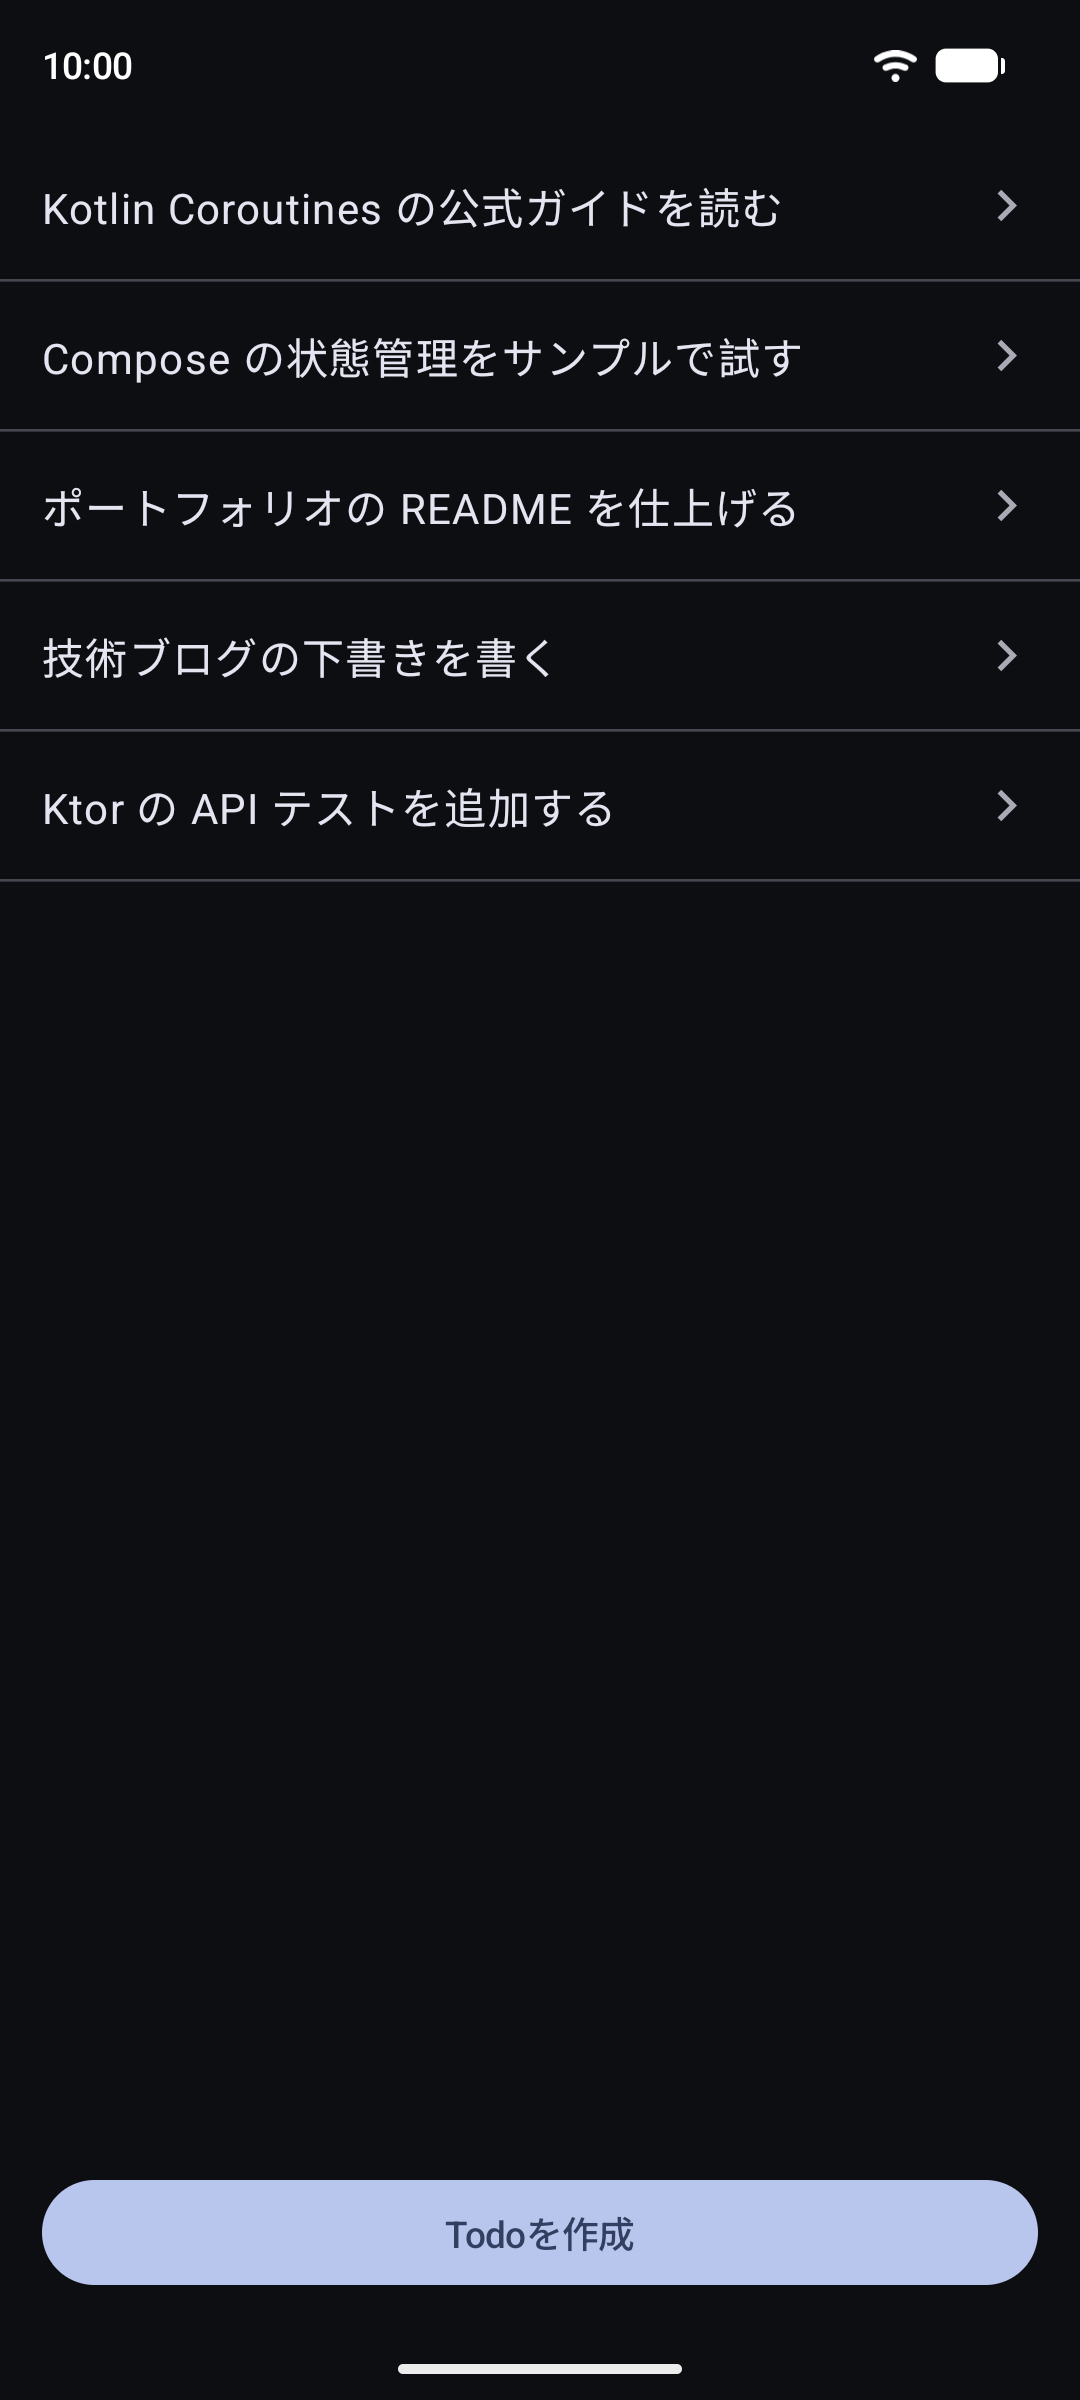 10:00
Kotlin Coroutines の公式ガイドを読む
Compose の状態管理をサンプルで試す
ポートフォリオの README を仕上げる
技術ブログの下書きを書く
Ktor の API テストを追加する
Todoを作成